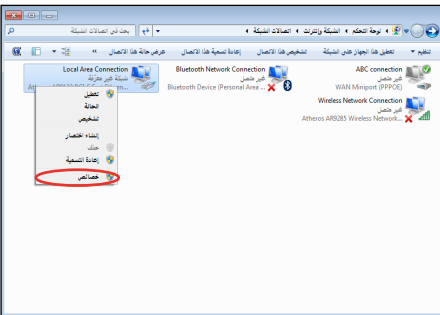 لوحة التحكم ◂ الشبكة وإنترنت ◂ اتصالات الشبكة
بحث في اتصالات الشبكة
تنظيم
تعطيل هذا الجهاز على الشبكة
تشخيص هذا الاتصال
إعادة تسمية هذا الاتصال
عرض حالة هذا الاتصال
»
ABC connection
غير متصل
WAN Miniport (PPPOE)
Bluetooth Network Connection
غير متصل
Bluetooth Device (Personal Area ...
Local Area Connection
شبكة غير معرّفة
Wireless Network Connection
غير متصل
Atheros AR9285 Wireless Network...
تعطيل
الحالة
تشخيص
إنشاء اختصار
حذف
إعادة التسمية
خصائص